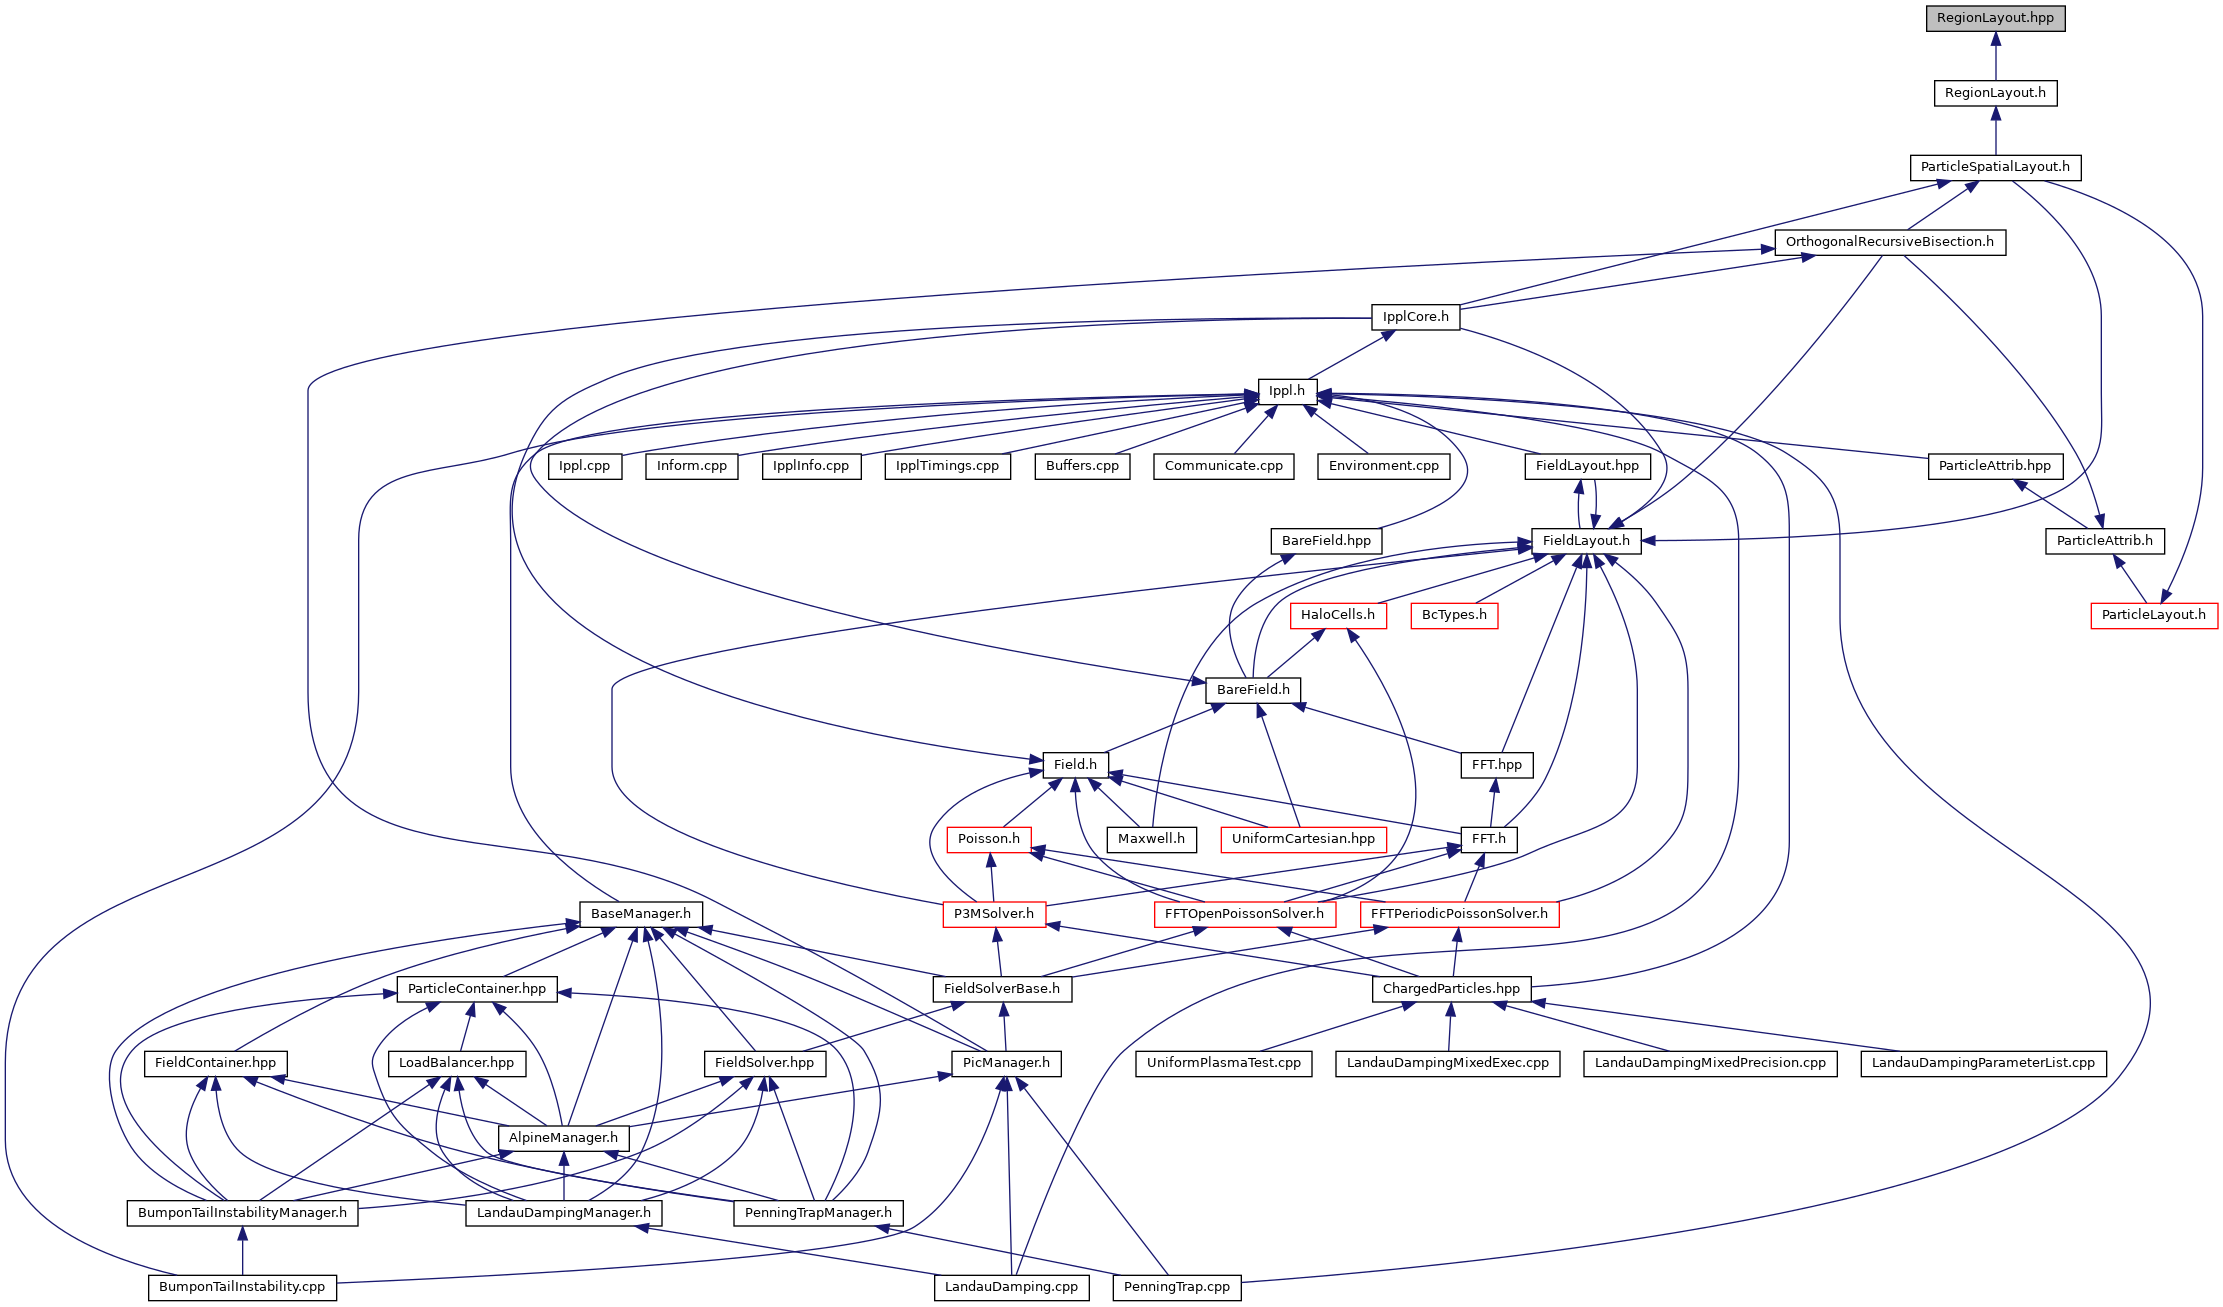 RegionLayout.hpp
RegionLayout.h
ParticleSpatialLayout.h
OrthogonalRecursiveBisection.h
IpplCore.h
Ippl.h
Ippl.cpp
Inform.cpp
IpplInfo.cpp
IpplTimings.cpp
Buffers.cpp
Communicate.cpp
Environment.cpp
FieldLayout.hpp
ParticleAttrib.hpp
BareField.hpp
FieldLayout.h
ParticleAttrib.h
HaloCells.h
BcTypes.h
ParticleLayout.h
BareField.h
Field.h
FFT.hpp
Poisson.h
Maxwell.h
UniformCartesian.hpp
FFT.h
BaseManager.h
P3MSolver.h
FFTOpenPoissonSolver.h
FFTPeriodicPoissonSolver.h
ParticleContainer.hpp
FieldSolverBase.h
ChargedParticles.hpp
FieldContainer.hpp
LoadBalancer.hpp
FieldSolver.hpp
PicManager.h
UniformPlasmaTest.cpp
LandauDampingMixedExec.cpp
LandauDampingMixedPrecision.cpp
LandauDampingParameterList.cpp
AlpineManager.h
BumponTailInstabilityManager.h
LandauDampingManager.h
PenningTrapManager.h
BumponTailInstability.cpp
LandauDamping.cpp
PenningTrap.cpp